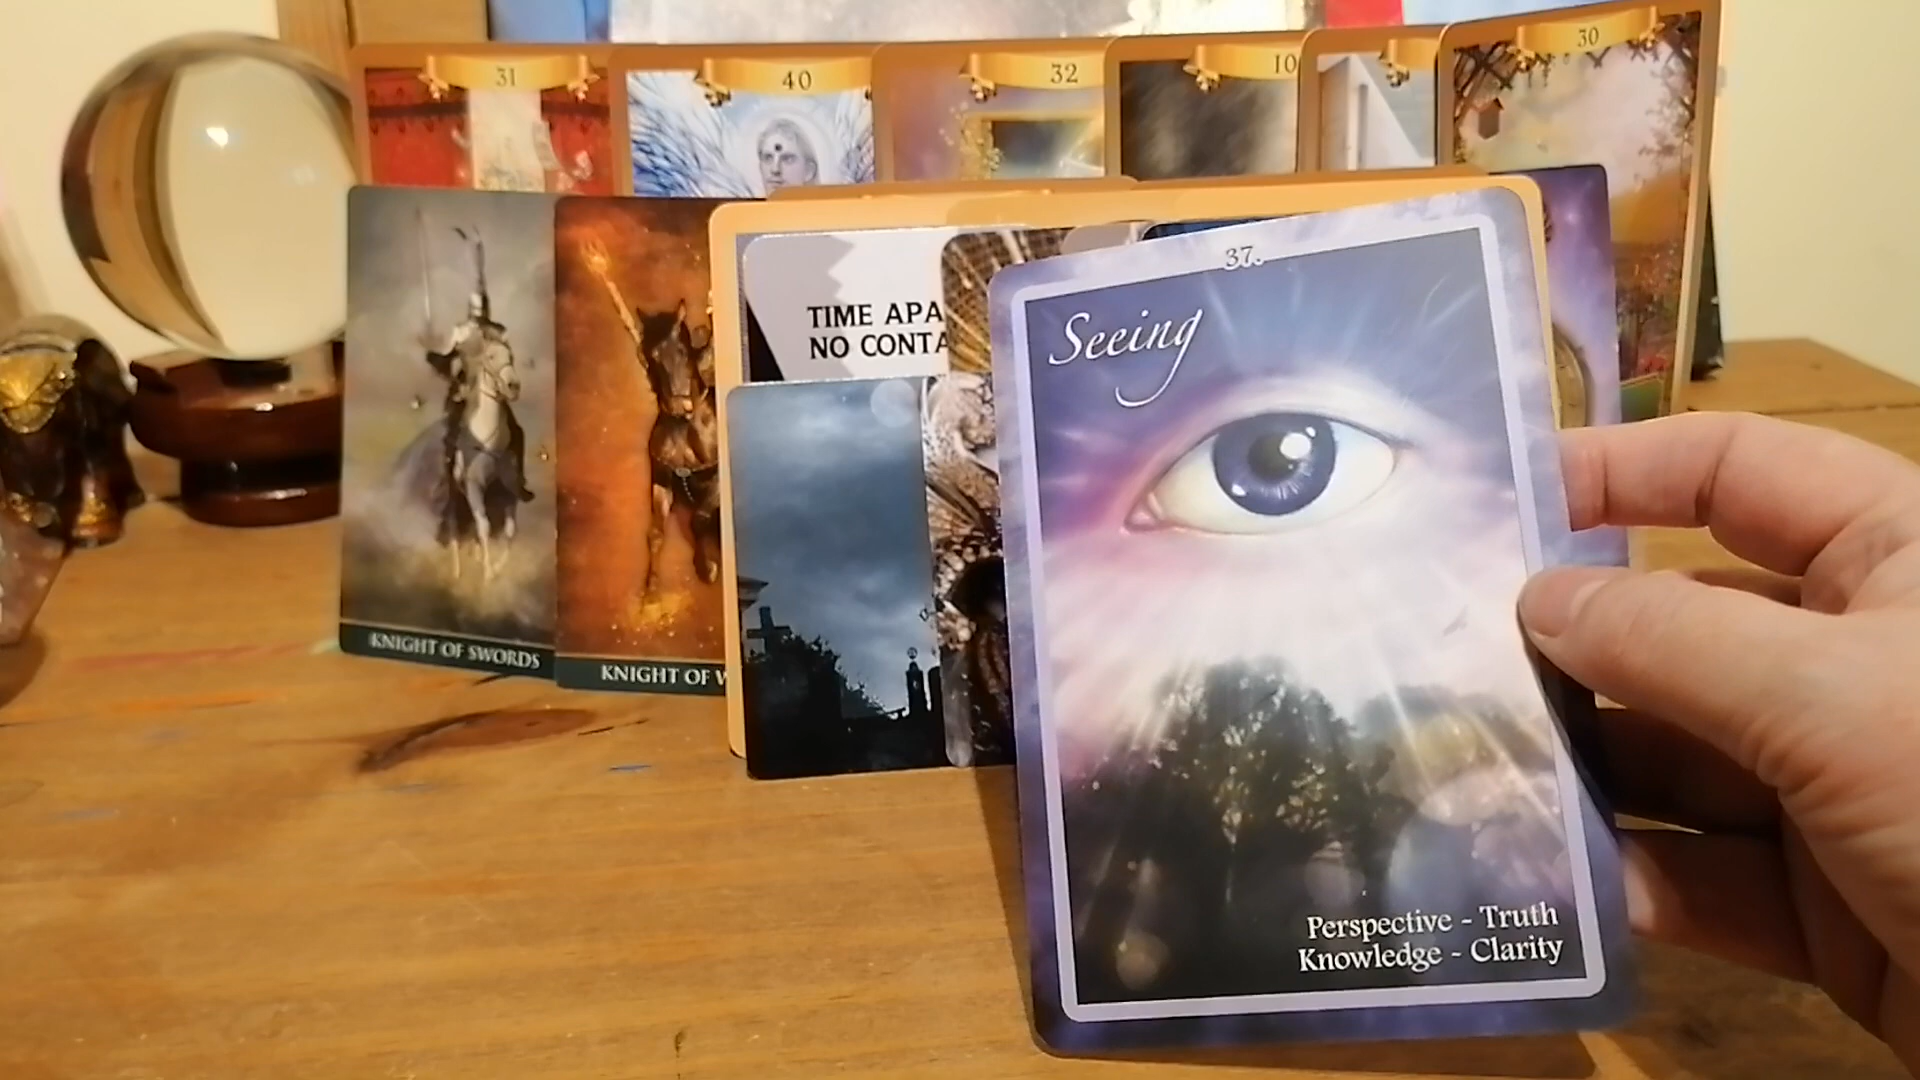 31
40
32
10
30
TIME APA
NO CONTA
37.
Seeing
KNIGHT OF SWORDS
KNIGHT OF W
Perspective - Truth
Knowledge - Clarity